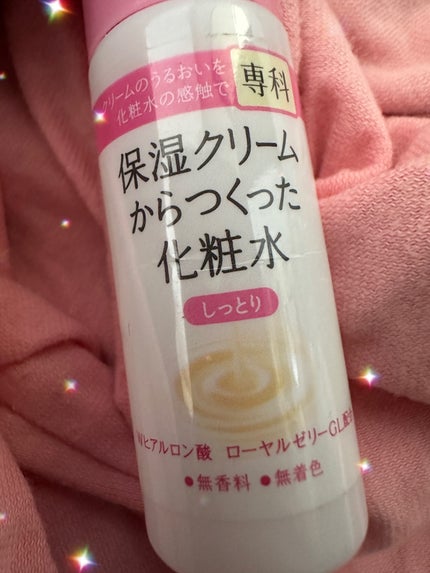 クリームのうるおいを
化粧水の感触で
専科
保湿クリーム
からつくった
化粧水
しっとり
Wヒアルロン酸 ローヤルゼリーGL配合
●無香料 ●無着色